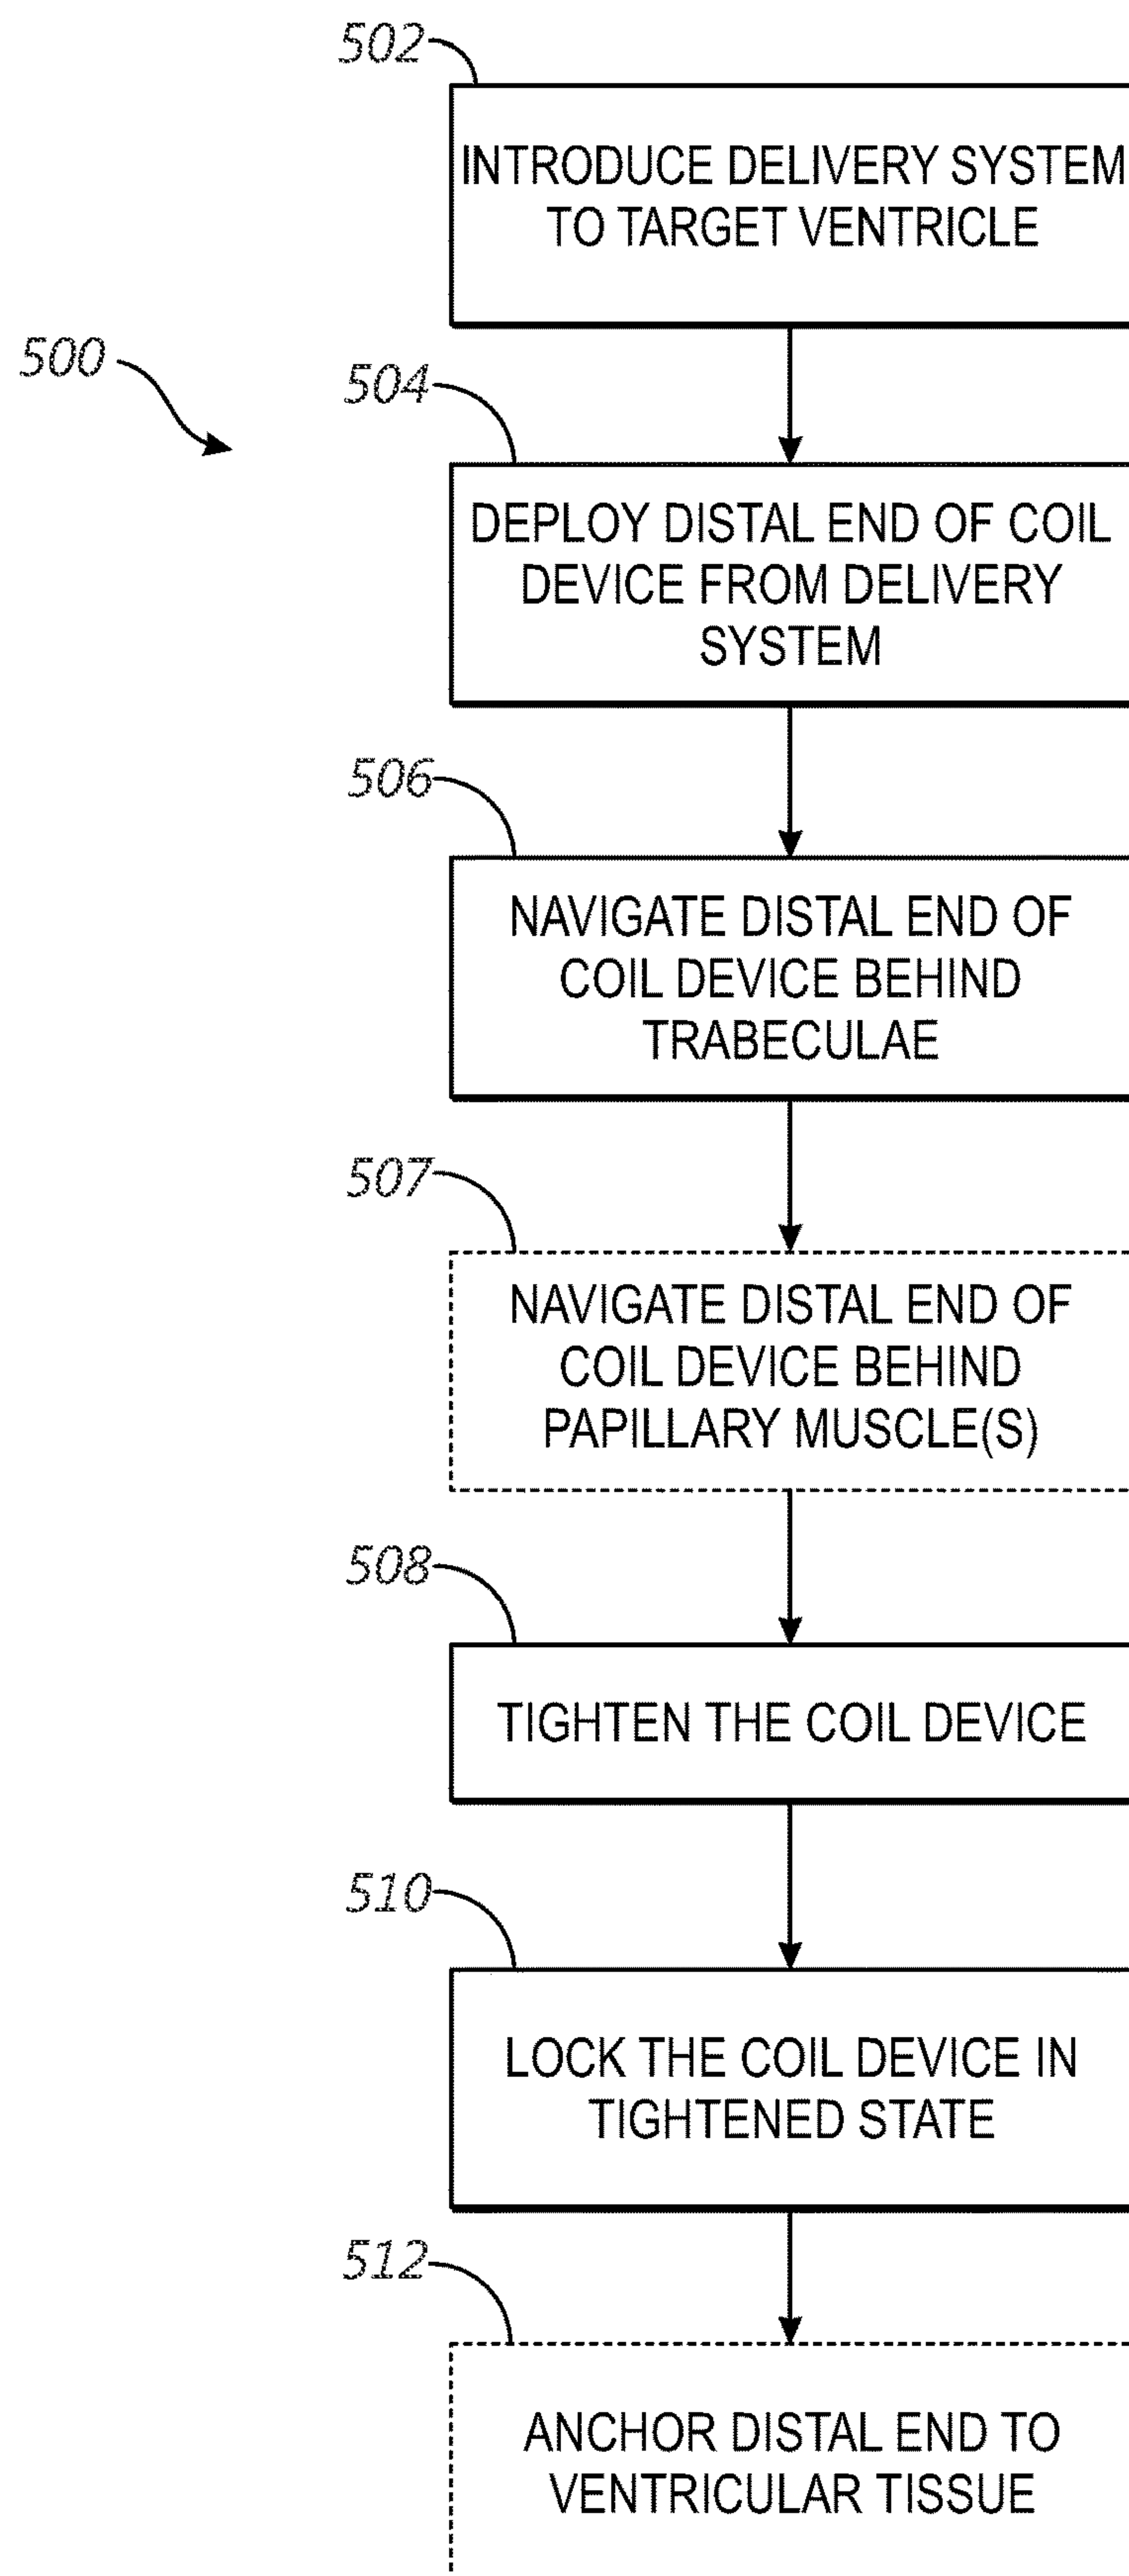 502
INTRODUCE DELIVERY SYSTEM
TO TARGET VENTRICLE
500
504
DEPLOY DISTAL END OF COIL
DEVICE FROM DELIVERY
SYSTEM
506
NAVIGATE DISTAL END OF
COIL DEVICE BEHIND
TRABECULAE
507
NAVIGATE DISTAL END OF
COIL DEVICE BEHIND
PAPILLARY MUSCLE(S)
508
TIGHTEN THE COIL DEVICE
510
LOCK THE COIL DEVICE IN
TIGHTENED STATE
512
ANCHOR DISTAL END TO
VENTRICULAR TISSUE